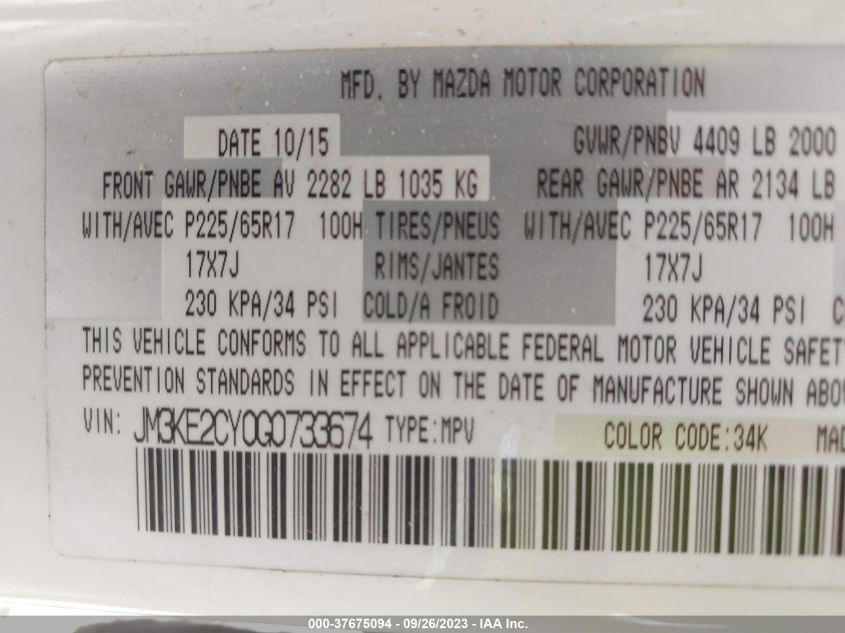 MFD. BY MAZDA MOTOR CORPORATION
DATE 10/15 GVWR/PNBV 4409 LB 2000
FRONT GAWR/PNBE AV 2282 LB 1035 KG REAR GAWR/PNBE AR 2134 LB
WITH/AVEC P225/65R17 100H TIRES/PNEUS WITH/AVEC P225/65R17 100H
17X7J RIMS/JANTES 17X7J
230 KPA/34 PSI COLD/A FROID 230 KPA/34 PSI C
THIS VEHICLE CONFORMS TO ALL APPLICABLE FEDERAL MOTOR VEHICLE SAFET
PREVENTION STANDARDS IN EFFECT ON THE DATE OF MANUFACTURE SHOWN ABO
VIN: JM3KE2CY0G0733674 TYPE:MPV COLOR CODE:34K MAD
000-37675094 - 09/26/2023 - IAA Inc.